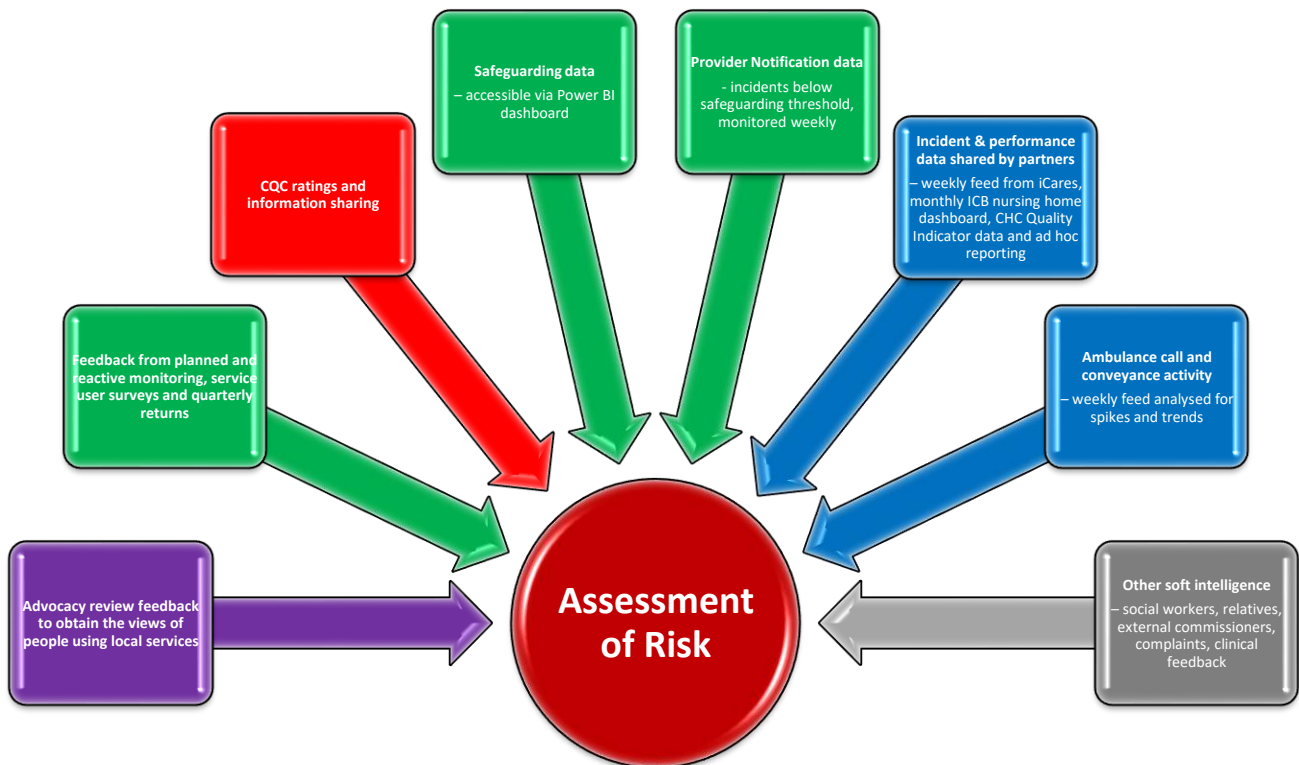 Safeguarding data
– accessible via Power BI
dashboard
Provider Notification data
- incidents below
safeguarding threshold,
monitored weekly
CQC ratings and
information sharing
Incident & performance
data shared by partners
– weekly feed from iCares,
monthly ICB nursing home
dashboard, CHC Quality
Indicator data and ad hoc
reporting
Feedback from planned and
reactive monitoring, service
user surveys and quarterly
returns
Ambulance call and
conveyance activity
– weekly feed analysed for
spikes and trends
Advocacy review feedback
to obtain the views of
people using local services
Assessment
of Risk
Other soft intelligence
– social workers, relatives,
external commissioners,
complaints, clinical
feedback